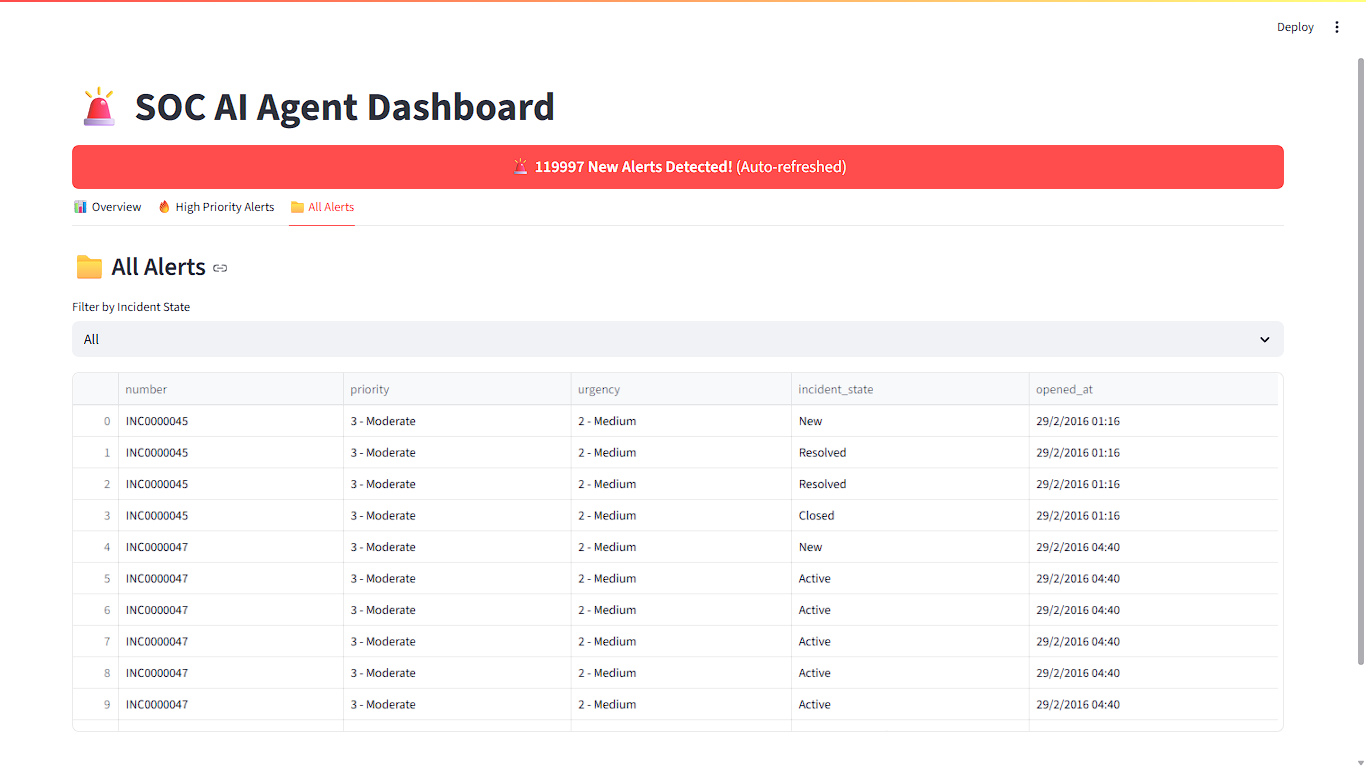 Deploy
SOC AI Agent Dashboard
119997 New Alerts Detected! (Auto-refreshed)
Overview High Priority Alerts All Alerts
All Alerts
Filter by Incident State
All
number priority urgency incident_state opened_at
0 INC0000045 3 - Moderate 2 - Medium New 29/2/2016 01:16
1 INC0000045 3 - Moderate 2 - Medium Resolved 29/2/2016 01:16
2 INC0000045 3 - Moderate 2 - Medium Resolved 29/2/2016 01:16
3 INC0000045 3 - Moderate 2 - Medium Closed 29/2/2016 01:16
4 INC0000047 3 - Moderate 2 - Medium New 29/2/2016 04:40
5 INC0000047 3 - Moderate 2 - Medium Active 29/2/2016 04:40
6 INC0000047 3 - Moderate 2 - Medium Active 29/2/2016 04:40
7 INC0000047 3 - Moderate 2 - Medium Active 29/2/2016 04:40
8 INC0000047 3 - Moderate 2 - Medium Active 29/2/2016 04:40
9 INC0000047 3 - Moderate 2 - Medium Active 29/2/2016 04:40